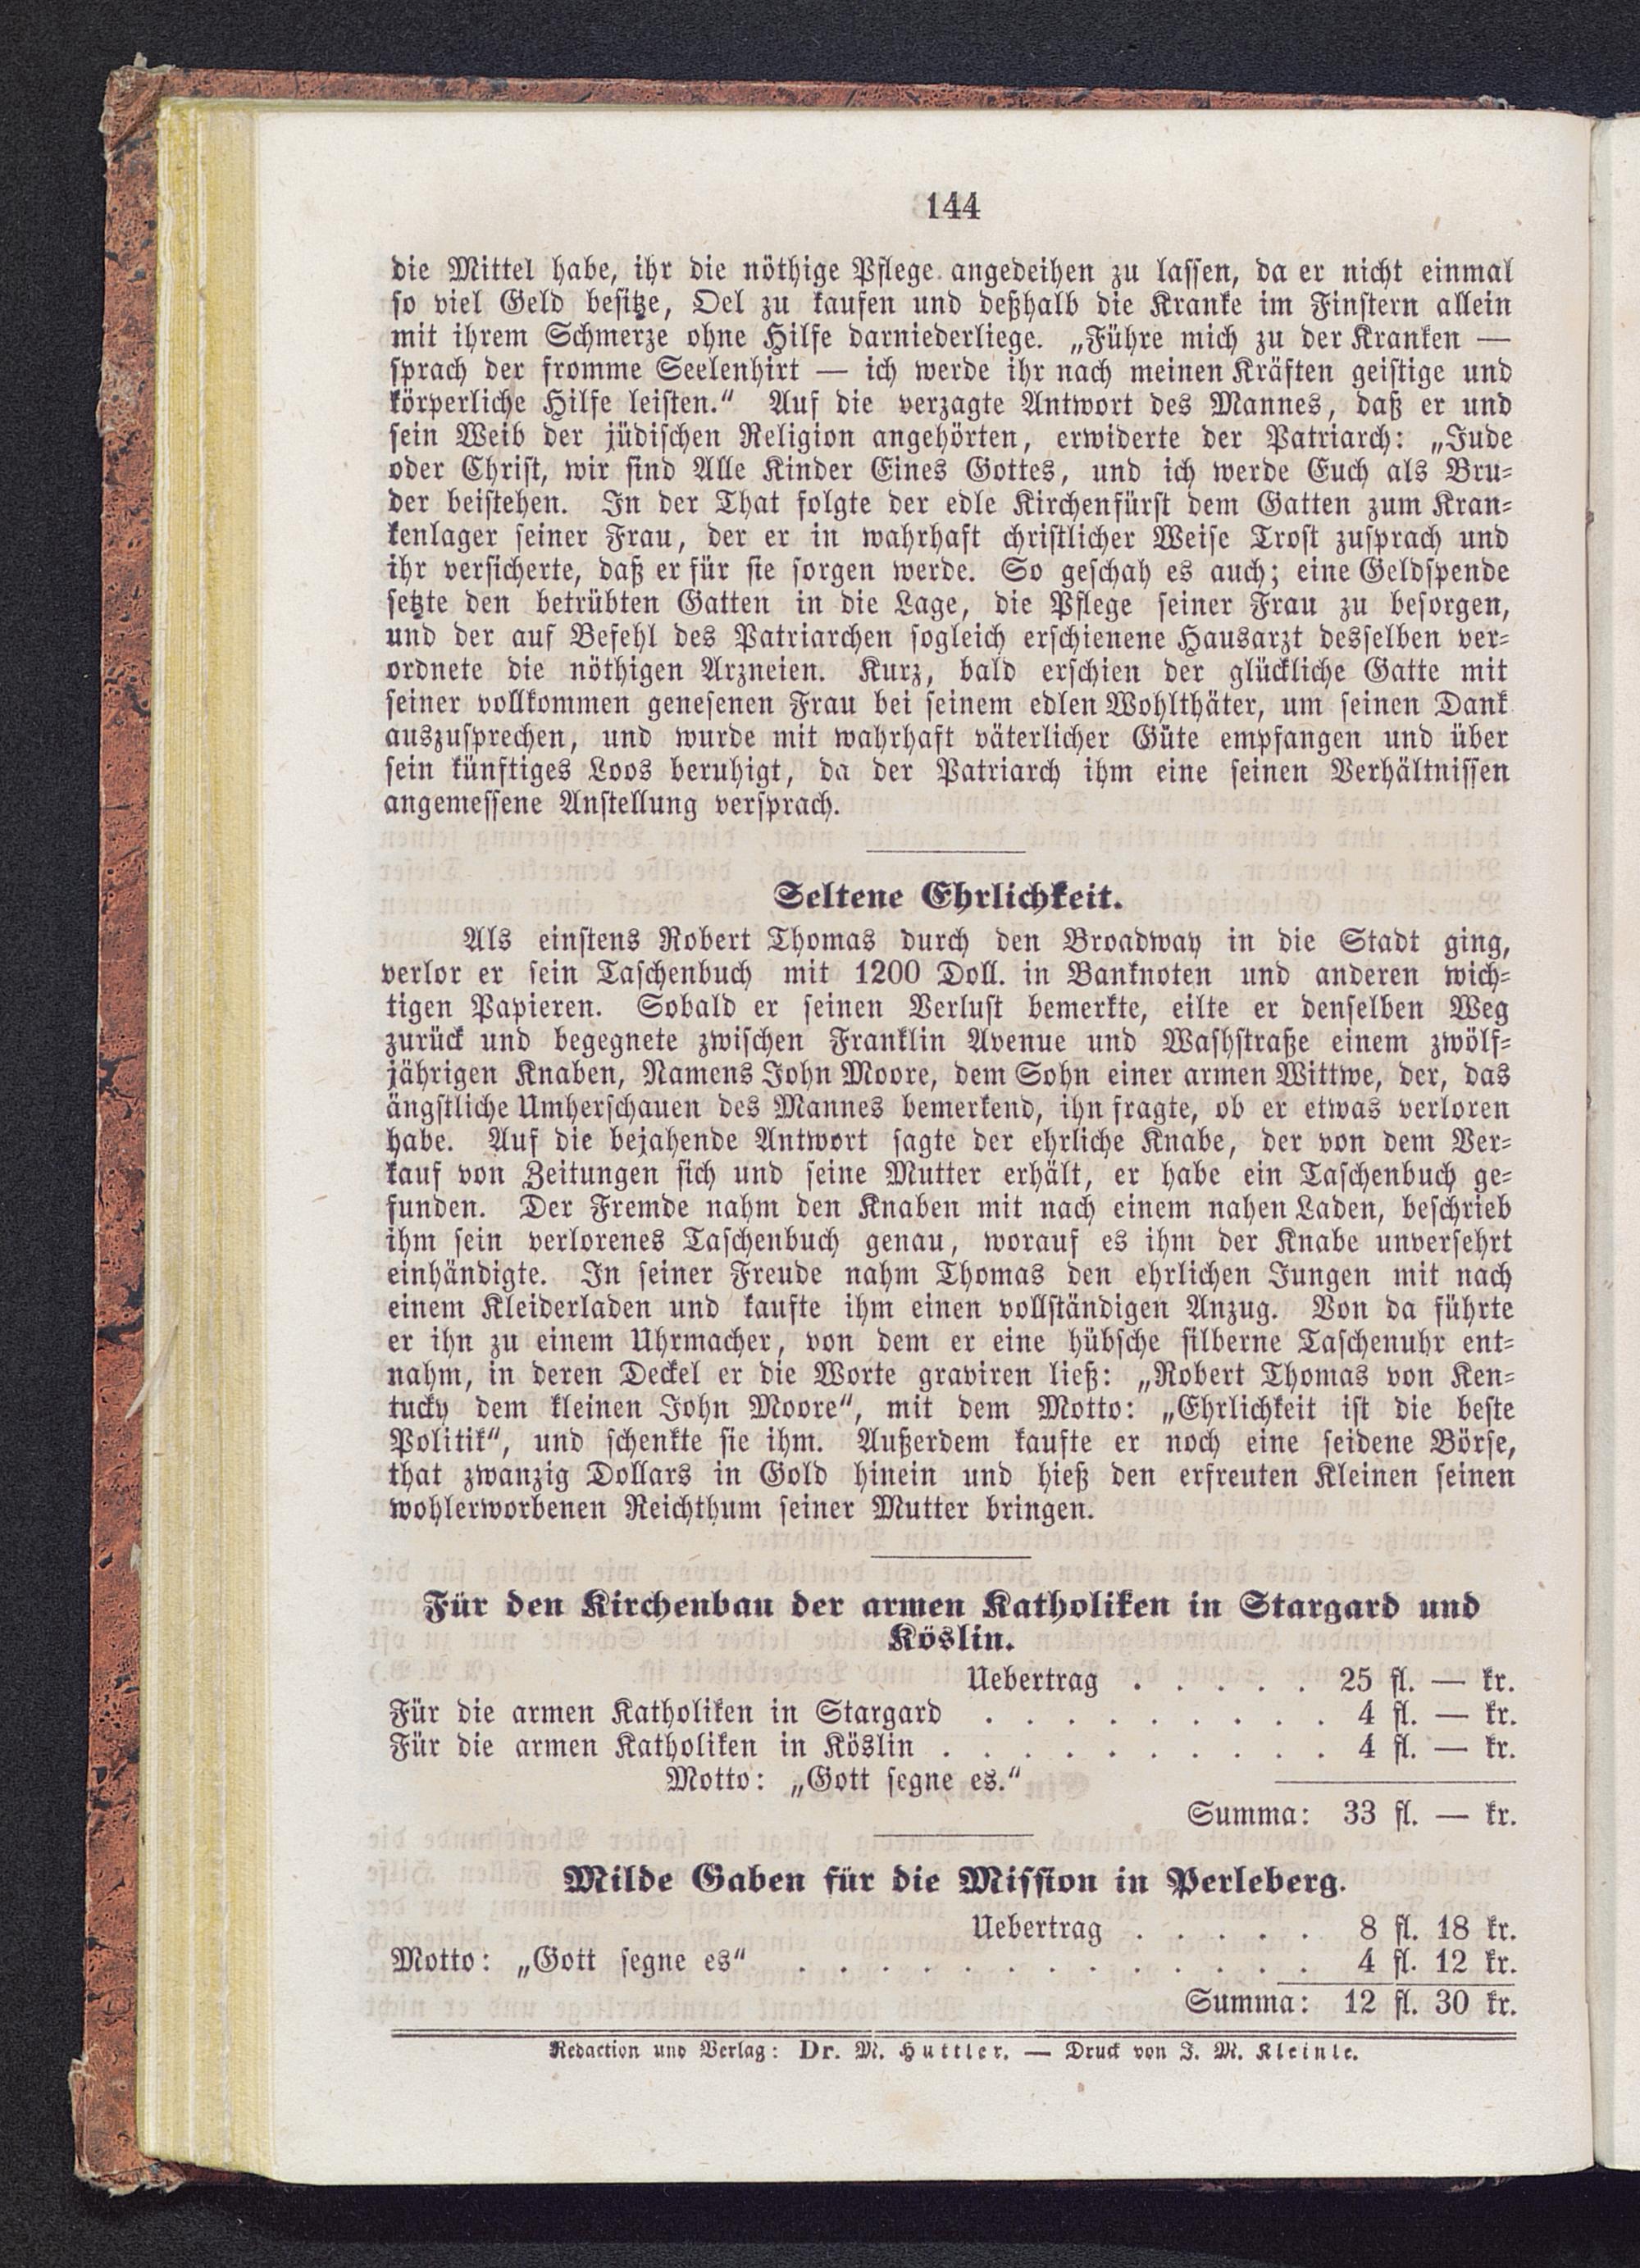 144
die Mittel habe, ihr die nöthige Pflege angedeihen zu lassen, da er nicht einmal
so viel Geld besitze, Oel zu kaufen und deßhalb die Kranke im Finstern allein
mit ihrem Schmerze ohne Hilfe darniederliege. „Führe mich zu der Kranken —
sprach der fromme Seelenhirt — ich werde ihr nach meinen Kräften geistige und
körperliche Hilfe leisten.“ Auf die verzagte Antwort des Mannes, daß er und
sein Weib der jüdischen Religion angehörten, erwiderte der Patriarch: „Jude
oder Christ, wir sind Alle Kinder Eines Gottes, und ich werde Euch als Bru-
der beistehen. In der That folgte der edle Kirchenfürst dem Gatten zum Kran-
kenlager seiner Frau, der er in wahrhaft christlicher Weise Trost zusprach und
ihr versicherte, daß er für sie sorgen werde. So geschah es auch; eine Geldspende
setzte den betrübten Gatten in die Lage, die Pflege seiner Frau zu besorgen,
und der auf Befehl des Patriarchen sogleich erschienene Hausarzt desselben ver-
ordnete die nöthigen Arzneien. Kurz, bald erschien der glückliche Gatte mit
seiner vollkommen genesenen Frau bei seinem edlen Wohlthäter, um seinen Dank
auszusprechen, und wurde mit wahrhaft väterlicher Güte empfangen und über
sein künftiges Loos beruhigt, da der Patriarch ihm eine seinen Verhältnissen
angemessene Anstellung versprach.
Seltene Ehrlichkeit.
Als einstens Robert Thomas durch den Broadway in die Stadt ging,
verlor er sein Taschenbuch mit 1200 Doll. in Banknoten und anderen wich-
tigen Papieren. Sobald er seinen Verlust bemerkte, eilte er denselben Weg
zurück und begegnete zwischen Franklin Avenue und Washstraße einem zwölf-
jährigen Knaben, Namens John Moore, dem Sohn einer armen Wittwe, der, das
ängstliche Umherschauen des Mannes bemerkend, ihn fragte, ob er etwas verloren
habe. Auf die bejahende Antwort sagte der ehrliche Knabe, der von dem Ver-
kauf von Zeitungen sich und seine Mutter erhält, er habe ein Taschenbuch ge-
funden. Der Fremde nahm den Knaben mit nach einem nahen Laden, beschrieb
ihm sein verlorenes Taschenbuch genau, worauf es ihm der Knabe unversehrt
einhändigte. In seiner Freude nahm Thomas den ehrlichen Jungen mit nach
einem Kleiderladen und kaufte ihm einen vollständigen Anzug. Von da führte
er ihn zu einem Uhrmacher, von dem er eine hübsche silberne Taschenuhr ent-
nahm, in deren Deckel er die Worte graviren ließ: „Robert Thomas von Ken-
tucky dem kleinen John Moore“, mit dem Motto: „Ehrlichkeit ist die beste
Politik“, und schenkte sie ihm. Außerdem kaufte er noch eine seidene Börse,
that zwanzig Dollars in Gold hinein und hieß den erfreuten Kleinen seinen
wohlerworbenen Reichthum seiner Mutter bringen.
Für den Kirchenbau der armen Katholiken in Stargard und
Köslin.
Uebertrag . . . . . 25 fl. — kr.
Für die armen Katholiken in Stargard . . . . . . . . . 4 fl. — kr.
Für die armen Katholiken in Köslin . . . . . . . . . . 4 fl. — kr.
Motto: „Gott segne es.“
Summa: 33 fl. — kr.
Milde Gaben für die Mission in Perleberg.
Uebertrag . . . . . 8 fl. 18 kr.
Motto: „Gott segne es“ . . . . . . . . . . . . . 4 fl. 12 kr.
Summa: 12 fl. 30 kr.
Redaction und Verlag: Dr. M. Huttler. — Druck von J. M. Kleinle.